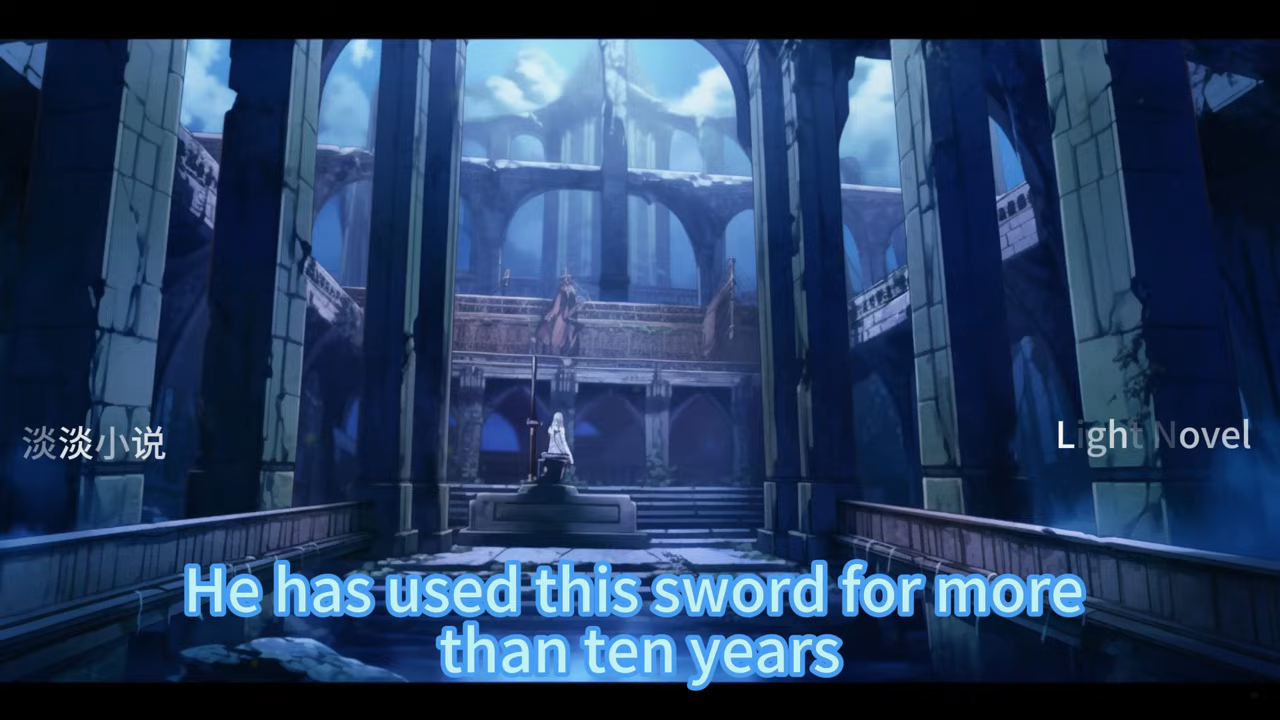 淡淡小说
Light Novel
He has used this sword for more
than ten years